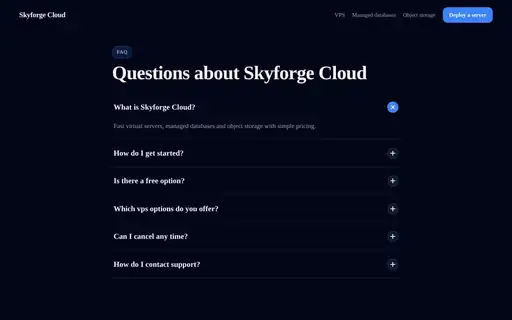 Skyforge Cloud
VPS Managed databases Object storage Deploy a server
FAQ
Questions about Skyforge Cloud
What is Skyforge Cloud?
Fast virtual servers, managed databases and object storage with simple pricing.
How do I get started?
Is there a free option?
Which vps options do you offer?
Can I cancel any time?
How do I contact support?